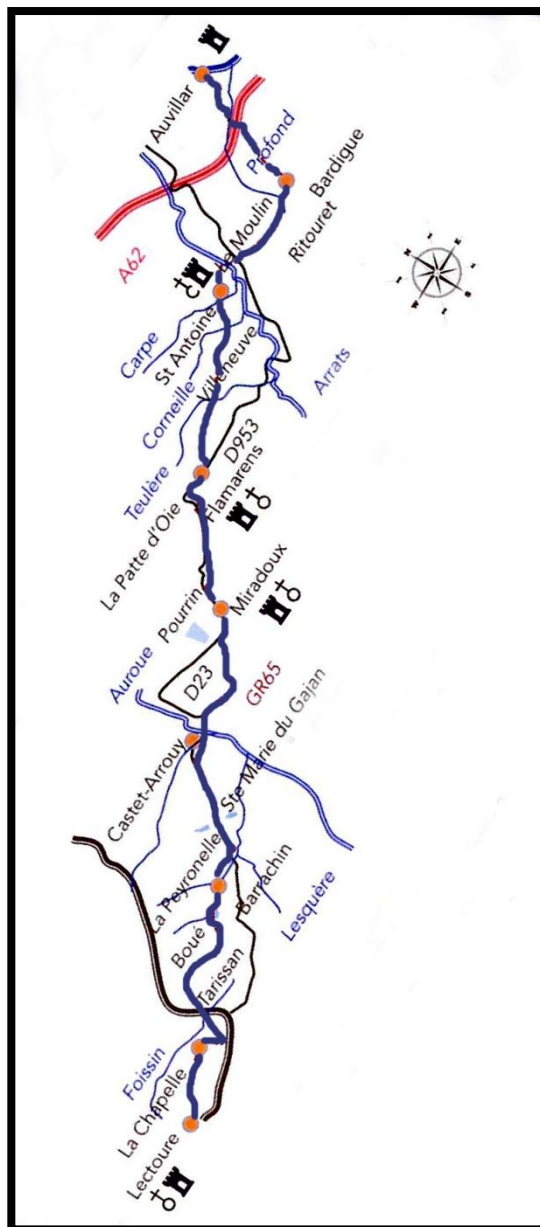 Auvillar
Profond
Bardigue
A62
Le Moulin
Ritouret
Carpe
St Antoine
Corneille
Villeneuve
Arrats
Teulère
D953
La Patte d'Oie
Flamarens
Pourrin
Miradoux
Auroue
D23
GR65
Castet-Arrouy
Ste Marie du Gajan
La Peyronelle
Barrachin
Lesquère
Boué
Tarissan
Foissin
La Chapelle
Lectoure